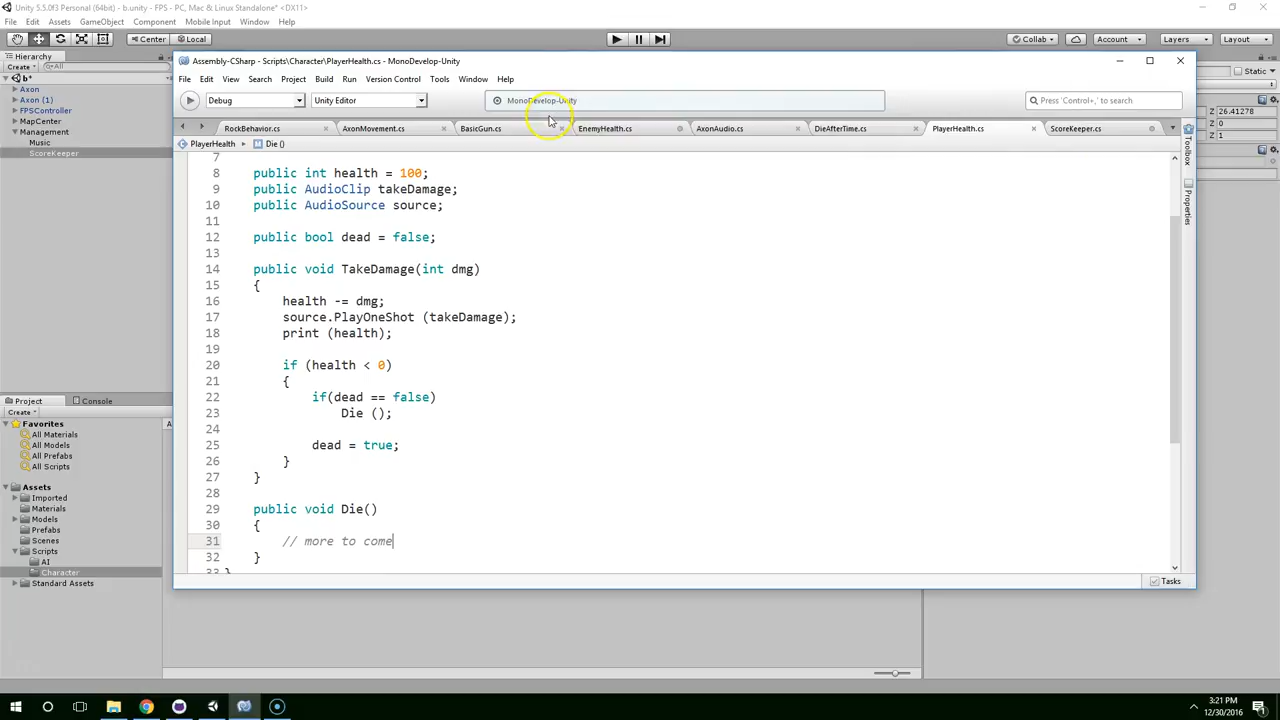 Unity 5.5.0f3 Personal (64bit) - b.unity - FPS - PC, Mac & Linux Standalone* <DX11>
File Edit Assets GameObject Component Mobile Input Window Help
Center Local Collab Account Layers Layout
Hierarchy
Create All
b*
Axon
Axon (1)
FPSController
MapCenter
Management
Music
ScoreKeeper
Static
Z 26.41278
Z 0
Z 1
Assembly-CSharp - Scripts\Character\PlayerHealth.cs - MonoDevelop-Unity
File Edit View Search Project Build Run Version Control Tools Window Help
Debug Unity Editor MonoDevelop-Unity Press 'Control+,' to search
RockBehavior.cs AxonMovement.cs BasicGun.cs EnemyHealth.cs AxonAudio.cs DieAfterTime.cs PlayerHealth.cs ScoreKeeper.cs
PlayerHealth Die ()
Toolbox
Properties
7
8 public int health = 100;
9 public AudioClip takeDamage;
10 public AudioSource source;
11
12 public bool dead = false;
13
14 public void TakeDamage(int dmg)
15 {
16 health -= dmg;
17 source.PlayOneShot (takeDamage);
18 print (health);
19
20 if (health < 0)
21 {
22 if(dead == false)
23 Die ();
24
25 dead = true;
26 }
27 }
28
29 public void Die()
30 {
31 // more to come
32 }
33 }
Tasks
Project Console
Create
Favorites
All Materials
All Models
All Prefabs
All Scripts
Assets
Imported
Materials
Models
Prefabs
Scenes
Scripts
AI
Character
Standard Assets
3:21 PM
12/30/2016